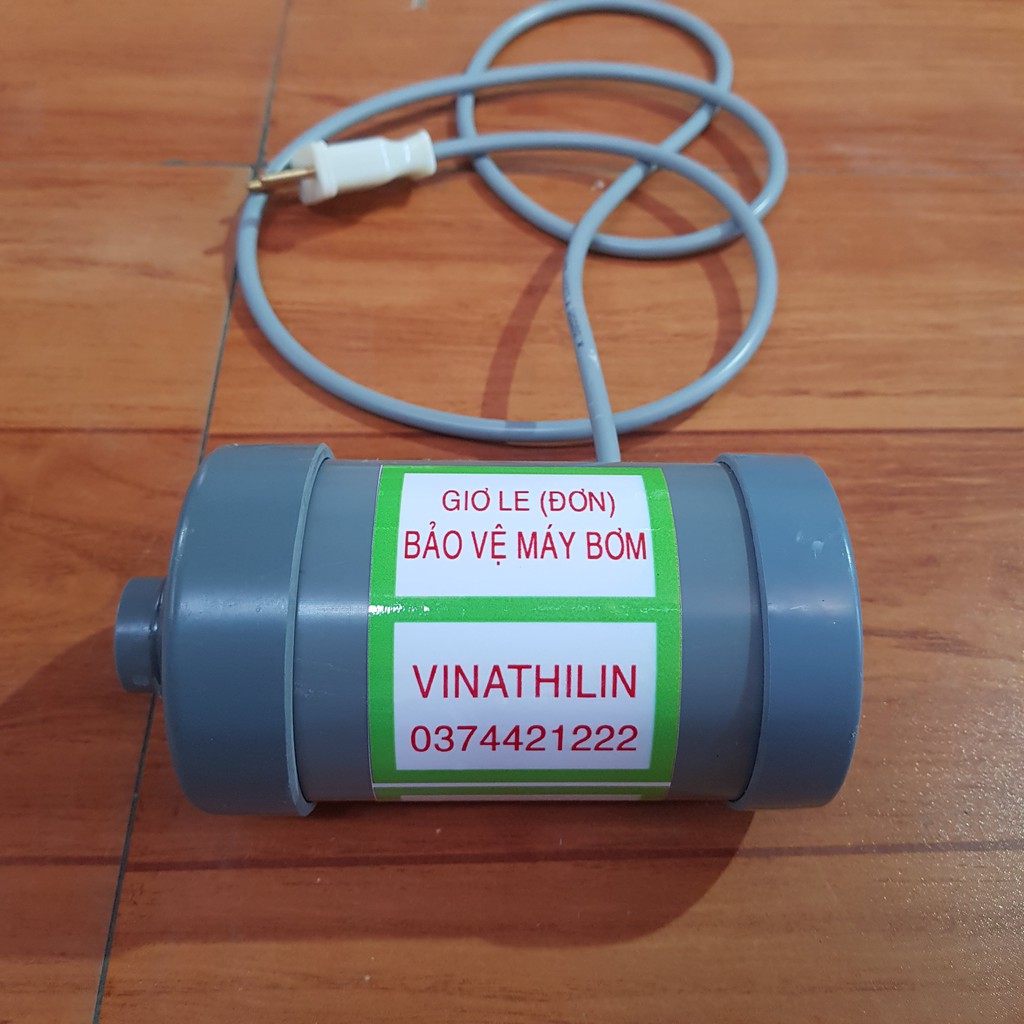 GIƠ LE (ĐƠN)
BẢO VỆ MÁY BƠM
VINATHILIN
0374421222